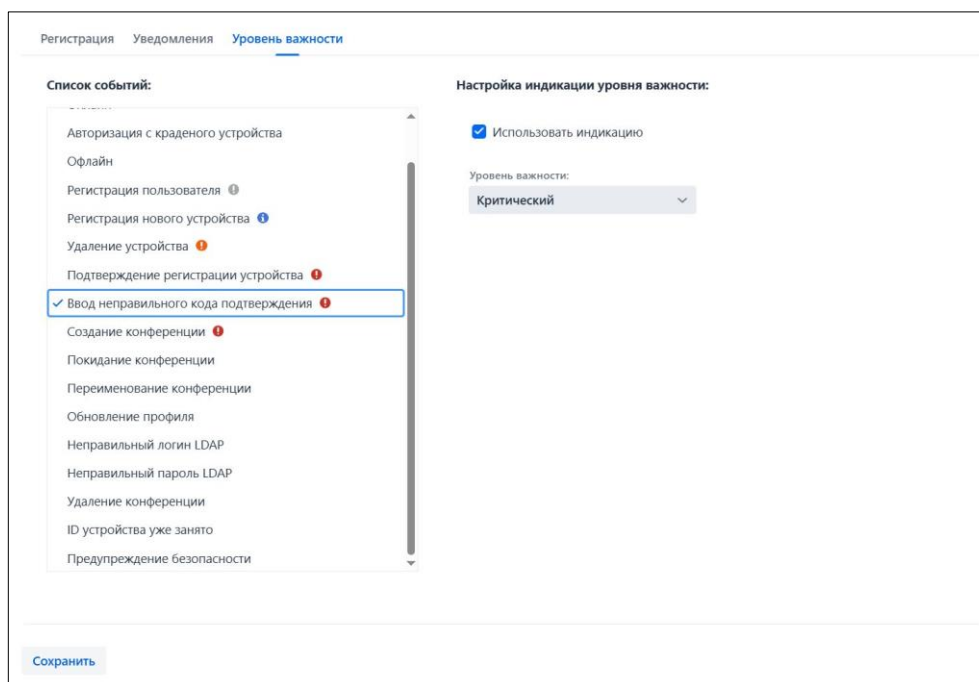 Регистрация Уведомления Уровень важности
Список событий:
Настройка индикации уровня важности:
Авторизация с краденого устройства
Использовать индикацию
Офлайн
Уровень важности:
Регистрация пользователя
Критический
Регистрация нового устройства
Удаление устройства
Подтверждение регистрации устройства
Ввод неправильного кода подтверждения
Создание конференции
Покидание конференции
Переименование конференции
Обновление профиля
Неправильный логин LDAP
Неправильный пароль LDAP
Удаление конференции
ID устройства уже занято
Предупреждение безопасности
Сохранить